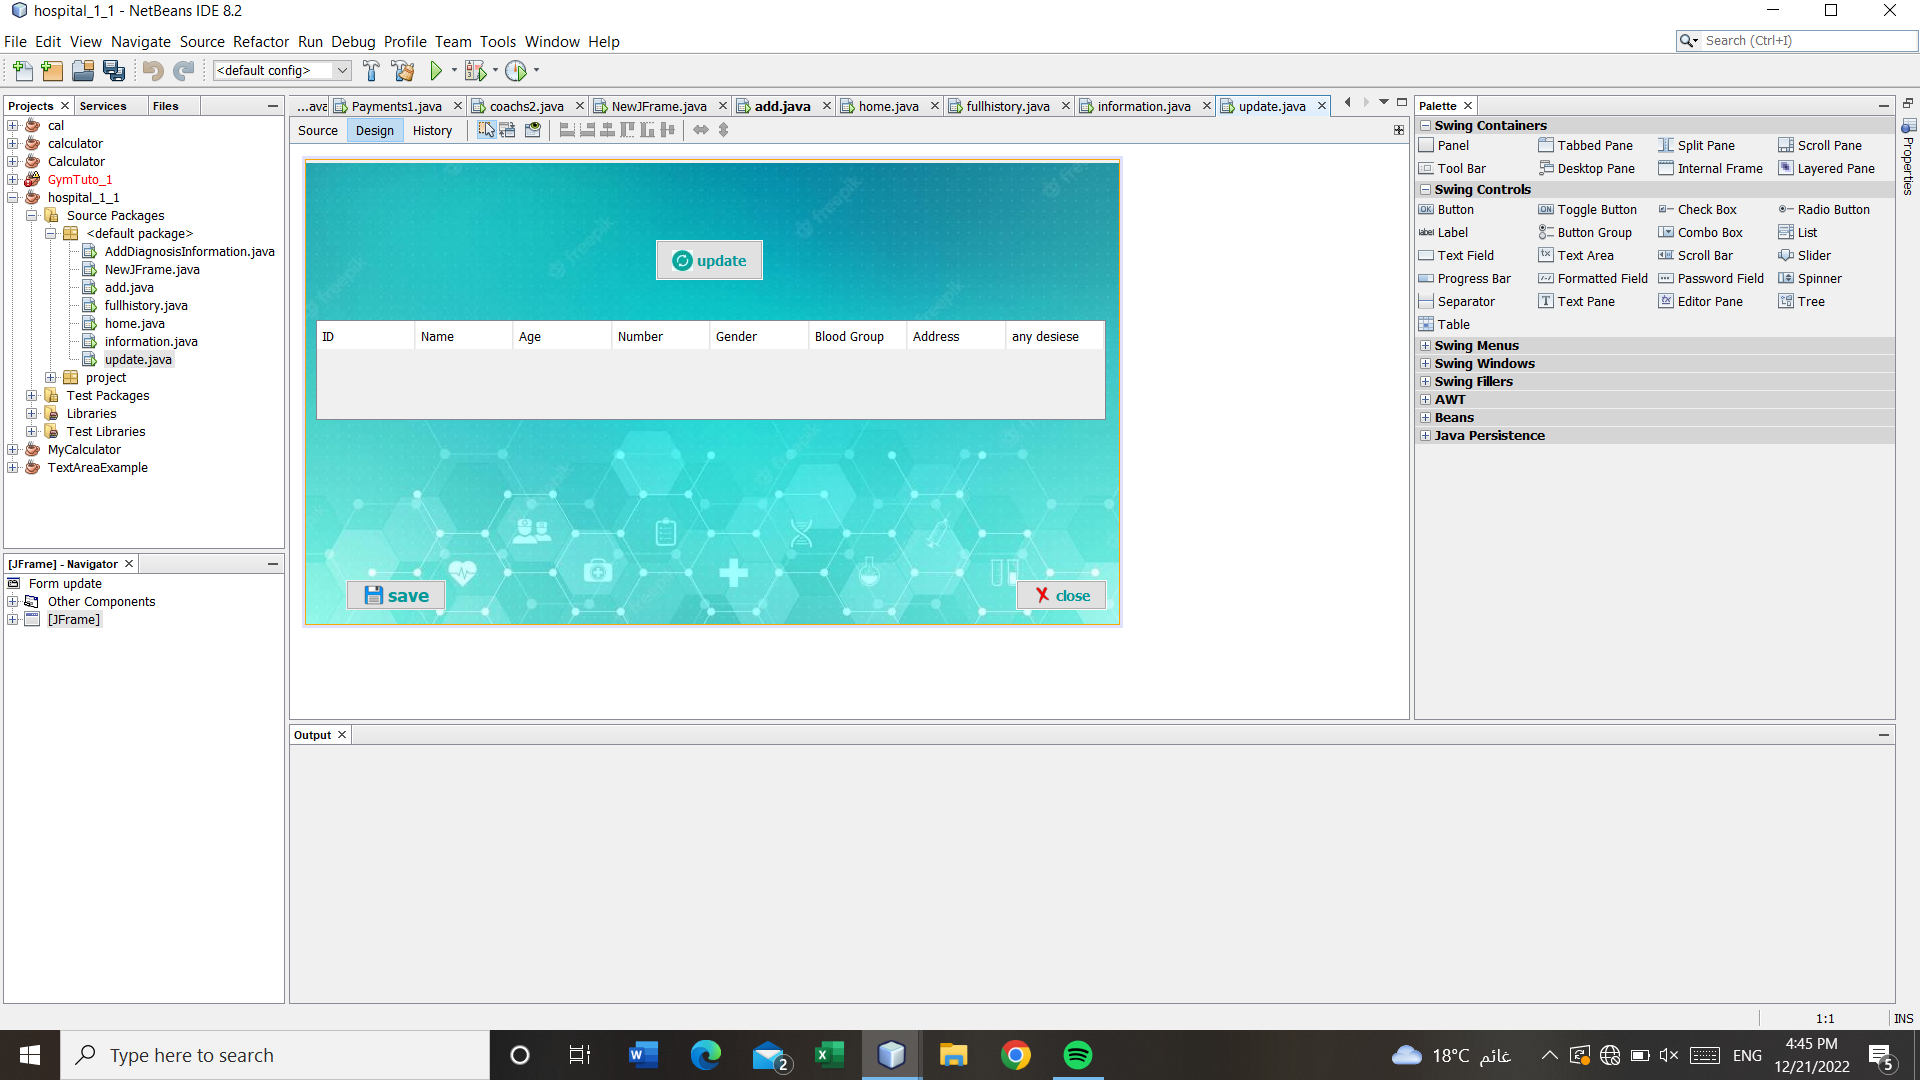 hospital_1_1 - NetBeans IDE 8.2
File Edit View Navigate Source Refactor Run Debug Profile Team Tools Window Help
Search (Ctrl+I)
<default config>
Projects Services Files
...ava Payments1.java coachs2.java NewJFrame.java add.java home.java fullhistory.java information.java update.java
Source Design History
cal
calculator
Calculator
GymTuto_1
hospital_1_1
Source Packages
<default package>
AddDiagnosisInformation.java
NewJFrame.java
add.java
fullhistory.java
home.java
information.java
update.java
project
Test Packages
Libraries
Test Libraries
MyCalculator
TextAreaExample
[JFrame] - Navigator
Form update
Other Components
[JFrame]
freepik
update
ID Name Age Number Gender Blood Group Address any desiese
save
close
Output
Palette
Properties
Swing Containers
Panel Tabbed Pane Split Pane Scroll Pane
Tool Bar Desktop Pane Internal Frame Layered Pane
Swing Controls
OK Button ON Toggle Button Check Box Radio Button
label Label Button Group Combo Box List
Text Field Text Area Scroll Bar Slider
Progress Bar Formatted Field Password Field Spinner
Separator Text Pane Editor Pane Tree
Table
Swing Menus
Swing Windows
Swing Fillers
AWT
Beans
Java Persistence
1:1 INS
Type here to search
2
18°C غائم
ENG
4:45 PM
12/21/2022
5